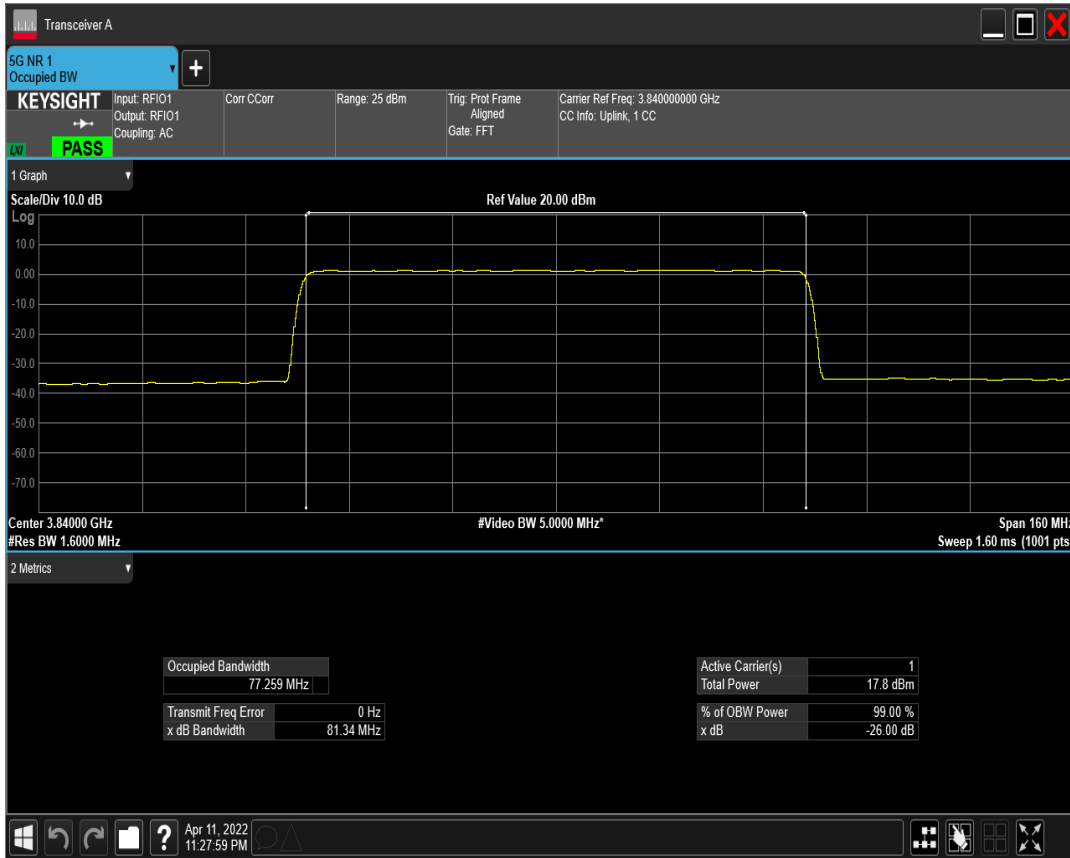 Transceiver A
5G NR 1
Occupied BW
+
KEYSIGHT
LXI
PASS
Input: RFIO1
Output: RFIO1
Coupling: AC
Corr CCorr
Range: 25 dBm
Trig: Prot Frame
Aligned
Gate: FFT
Carrier Ref Freq: 3.840000000 GHz
CC Info: Uplink, 1 CC
1 Graph
Scale/Div 10.0 dB
Ref Value 20.00 dBm
Log
10.0
0.00
-10.0
-20.0
-30.0
-40.0
-50.0
-60.0
-70.0
Center 3.84000 GHz
#Video BW 5.0000 MHz*
Span 160 MHz
#Res BW 1.6000 MHz
Sweep 1.60 ms (1001 pts
2 Metrics
Occupied Bandwidth
77.259 MHz
Transmit Freq Error 0 Hz
x dB Bandwidth 81.34 MHz
Active Carrier(s) 1
Total Power 17.8 dBm
% of OBW Power 99.00 %
x dB -26.00 dB
?
Apr 11, 2022
11:27:59 PM